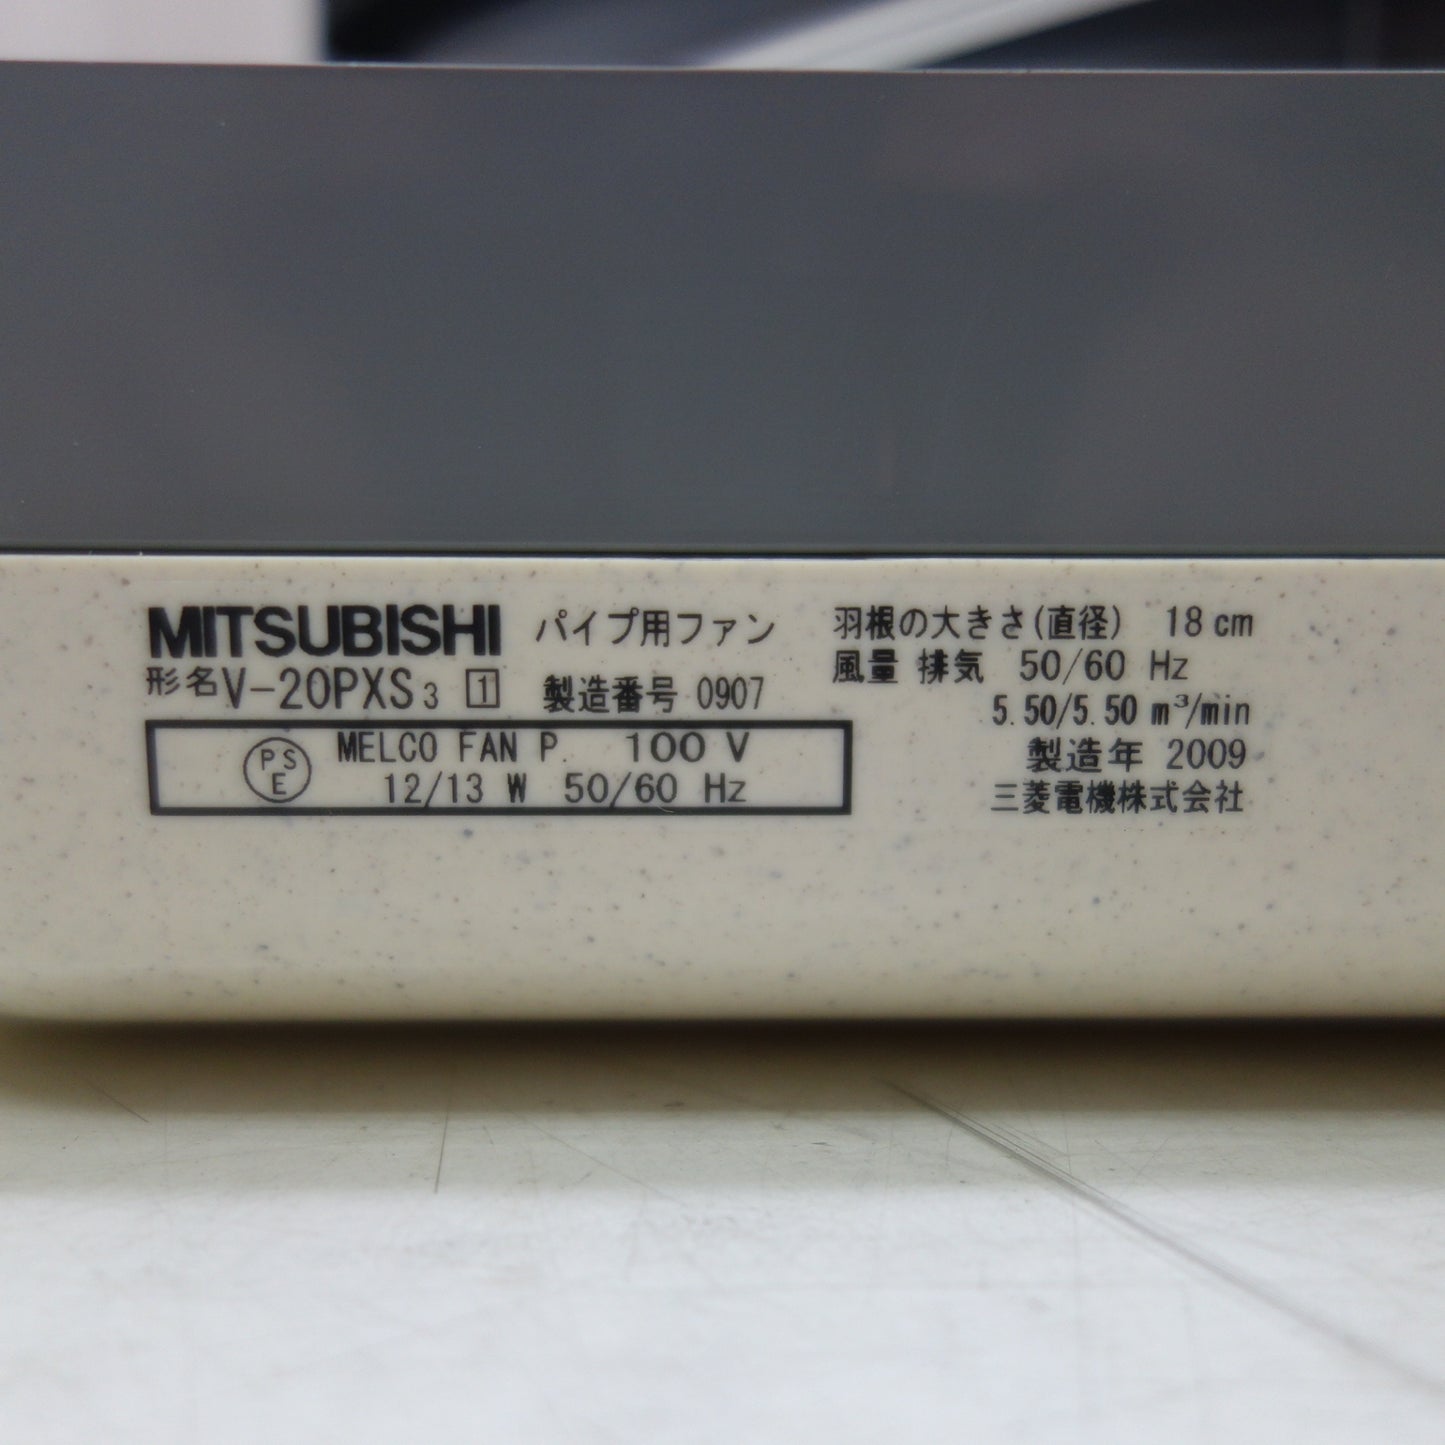 MITSUBISHI パイプ用ファン
形名 V-20PXS3 1 製造番号 0907
PSE MELCO FAN P. 100 V
12/13 W 50/60 Hz
羽根の大きさ(直径) 18 cm
風量 排気 50/60 Hz
5.50/5.50 m³/min
製造年 2009
三菱電機株式会社